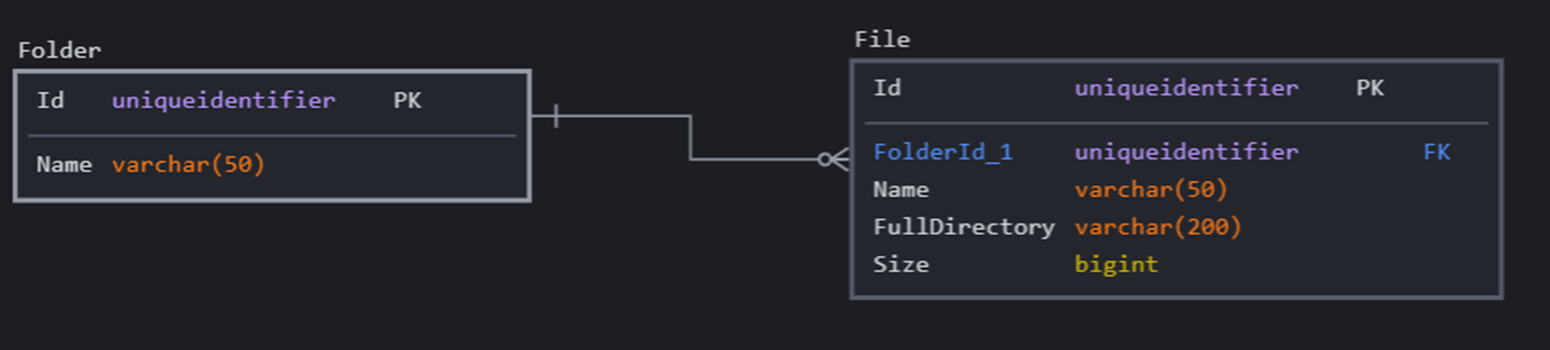 Folder
Id uniqueidentifier PK
Name varchar(50)
File
Id uniqueidentifier PK
FolderId_1 uniqueidentifier FK
Name varchar(50)
FullDirectory varchar(200)
Size bigint